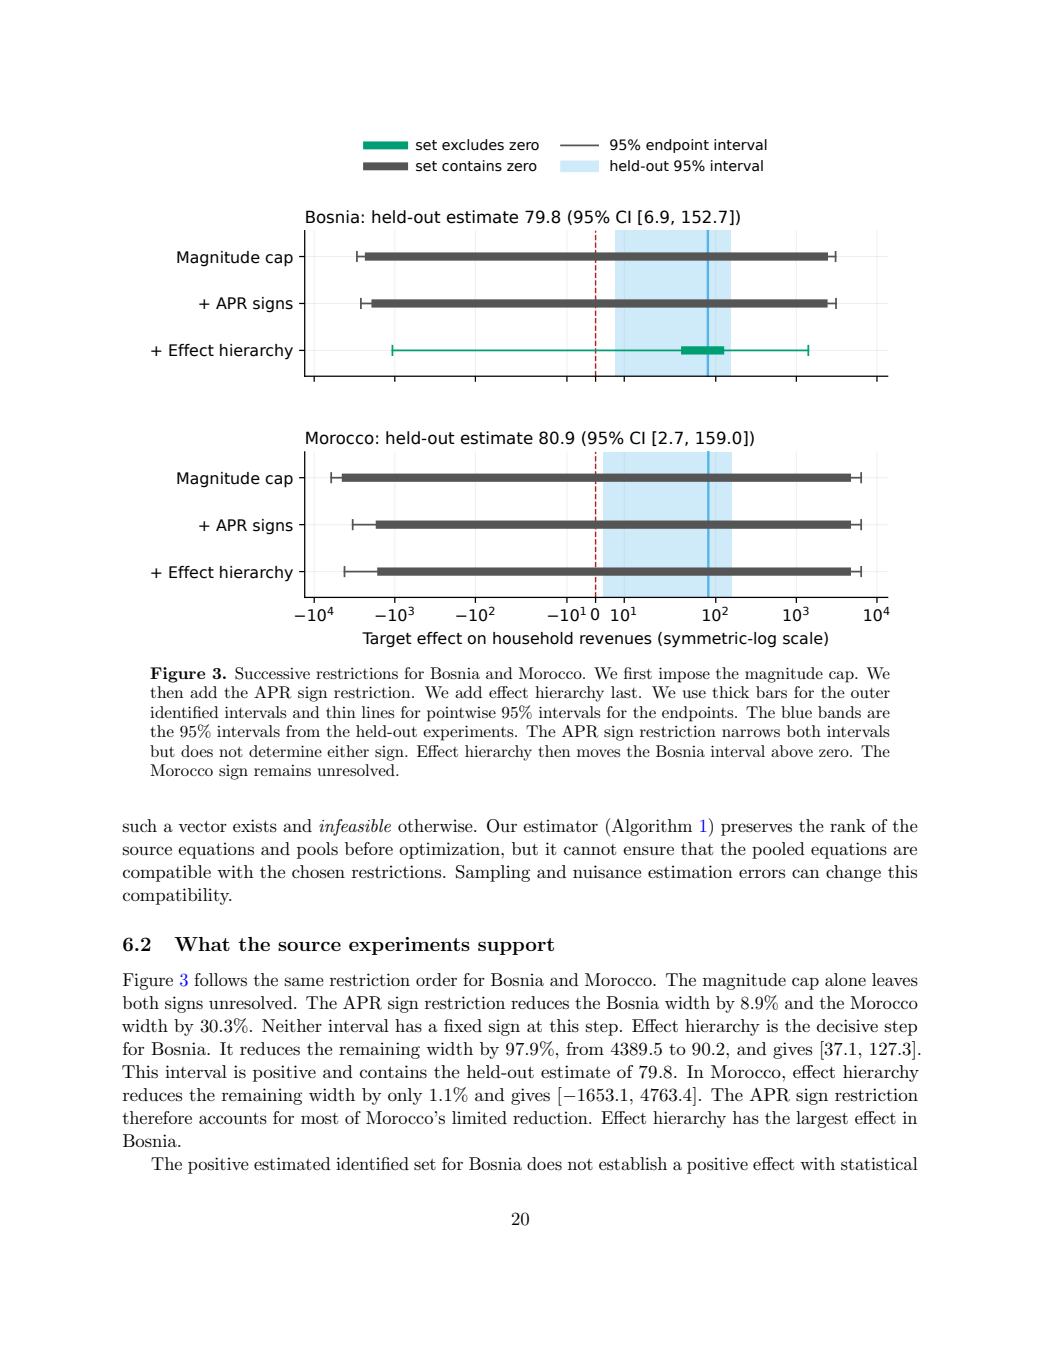 set excludes zero
95% endpoint interval
set contains zero
held-out 95% interval
Bosnia: held-out estimate 79.8 (95% CI [6.9, 152.7])
Magnitude cap
+ APR signs
+ Effect hierarchy
Morocco: held-out estimate 80.9 (95% CI [2.7, 159.0])
Magnitude cap
+ APR signs
+ Effect hierarchy
−10⁴ −10³ −10² −10¹ 0 10¹ 10² 10³ 10⁴
Target effect on household revenues (symmetric-log scale)
Figure 3. Successive restrictions for Bosnia and Morocco. We first impose the magnitude cap. We
then add the APR sign restriction. We add effect hierarchy last. We use thick bars for the outer
identified intervals and thin lines for pointwise 95% intervals for the endpoints. The blue bands are
the 95% intervals from the held-out experiments. The APR sign restriction narrows both intervals
but does not determine either sign. Effect hierarchy then moves the Bosnia interval above zero. The
Morocco sign remains unresolved.
such a vector exists and infeasible otherwise. Our estimator (Algorithm 1) preserves the rank of the
source equations and pools before optimization, but it cannot ensure that the pooled equations are
compatible with the chosen restrictions. Sampling and nuisance estimation errors can change this
compatibility.
6.2 What the source experiments support
Figure 3 follows the same restriction order for Bosnia and Morocco. The magnitude cap alone leaves
both signs unresolved. The APR sign restriction reduces the Bosnia width by 8.9% and the Morocco
width by 30.3%. Neither interval has a fixed sign at this step. Effect hierarchy is the decisive step
for Bosnia. It reduces the remaining width by 97.9%, from 4389.5 to 90.2, and gives [37.1, 127.3].
This interval is positive and contains the held-out estimate of 79.8. In Morocco, effect hierarchy
reduces the remaining width by only 1.1% and gives [−1653.1, 4763.4]. The APR sign restriction
therefore accounts for most of Morocco's limited reduction. Effect hierarchy has the largest effect in
Bosnia.
The positive estimated identified set for Bosnia does not establish a positive effect with statistical
20